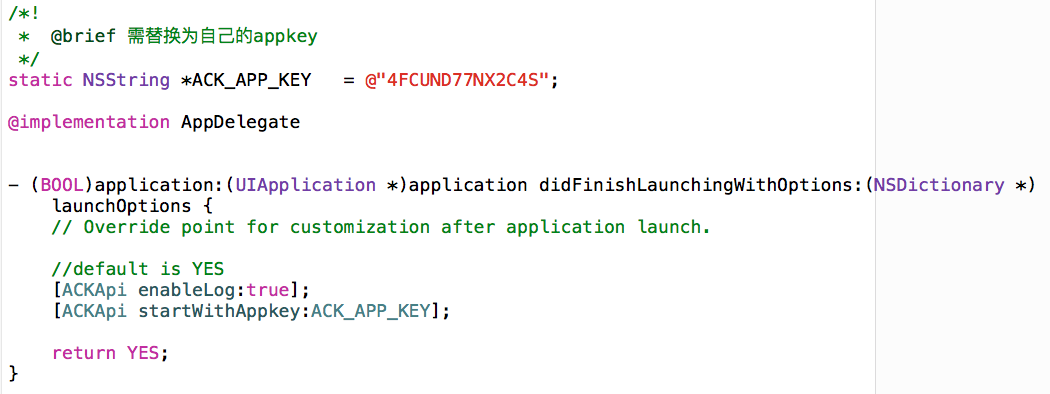 /*!
 *  @brief 需替换为自己的appkey
 */
static NSString *ACK_APP_KEY   = @"4FCUND77NX2C4S";
@implementation AppDelegate
- (BOOL)application:(UIApplication *)application didFinishLaunchingWithOptions:(NSDictionary *)
    launchOptions {
    // Override point for customization after application launch.
    //default is YES
    [ACKApi enableLog:true];
    [ACKApi startWithAppkey:ACK_APP_KEY];
    return YES;
}